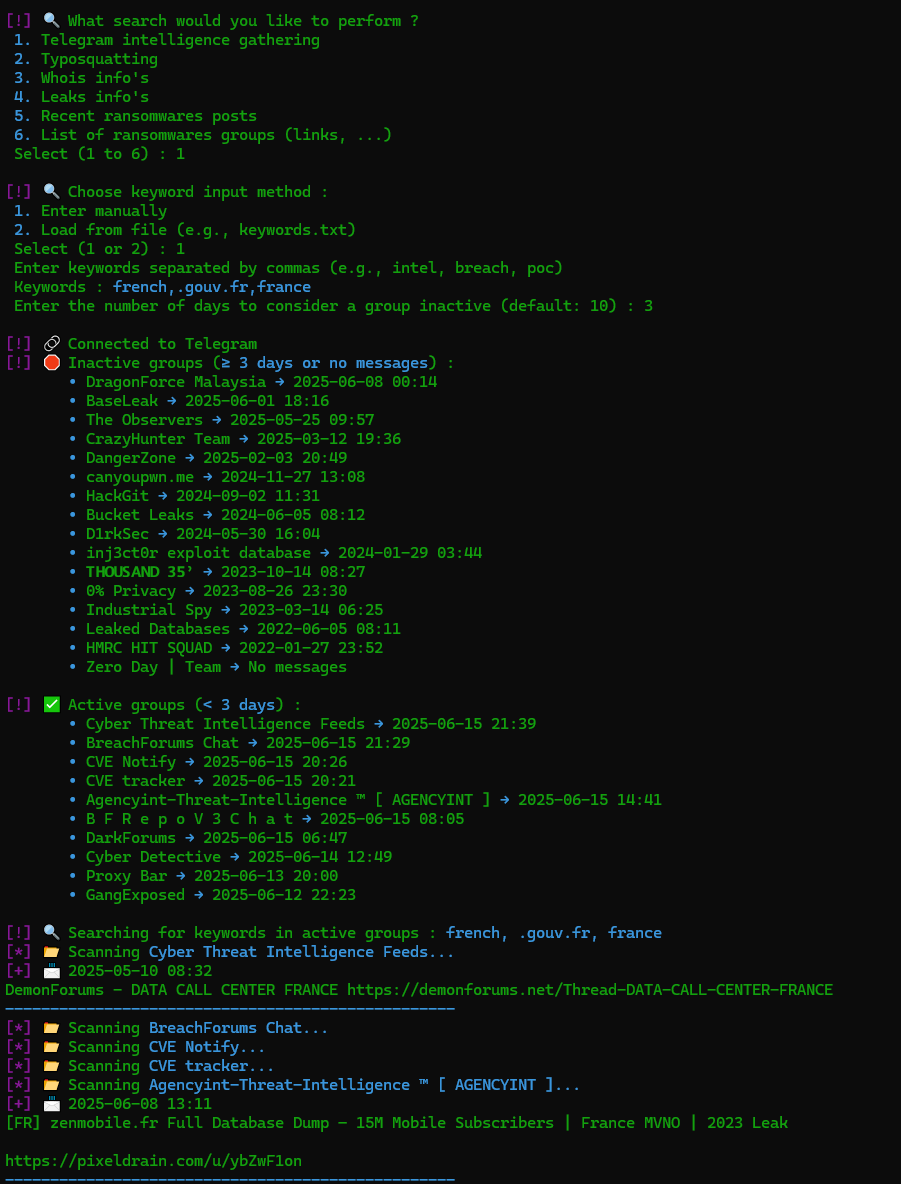 [!] 🔍 What search would you like to perform ?
1. Telegram intelligence gathering
2. Typosquatting
3. Whois info's
4. Leaks info's
5. Recent ransomwares posts
6. List of ransomwares groups (links, ...)
Select (1 to 6) : 1
[!] 🔍 Choose keyword input method :
1. Enter manually
2. Load from file (e.g., keywords.txt)
Select (1 or 2) : 1
Enter keywords separated by commas (e.g., intel, breach, poc)
Keywords : french,.gouv.fr,france
Enter the number of days to consider a group inactive (default: 10) : 3
[!] 🔗 Connected to Telegram
[!] 🛑 Inactive groups (≥ 3 days or no messages) :
• DragonForce Malaysia → 2025-06-08 00:14
• BaseLeak → 2025-06-01 18:16
• The Observers → 2025-05-25 09:57
• CrazyHunter Team → 2025-03-12 19:36
• DangerZone → 2025-02-03 20:49
• canyoupwn.me → 2024-11-27 13:08
• HackGit → 2024-09-02 11:31
• Bucket Leaks → 2024-06-05 08:12
• D1rkSec → 2024-05-30 16:04
• inj3ct0r exploit database → 2024-01-29 03:44
• THOUSAND 35' → 2023-10-14 08:27
• 0% Privacy → 2023-08-26 23:30
• Industrial Spy → 2023-03-14 06:25
• Leaked Databases → 2022-06-05 08:11
• HMRC HIT SQUAD → 2022-01-27 23:52
• Zero Day | Team → No messages
[!] ✅ Active groups (< 3 days) :
• Cyber Threat Intelligence Feeds → 2025-06-15 21:39
• BreachForums Chat → 2025-06-15 21:29
• CVE Notify → 2025-06-15 20:26
• CVE tracker → 2025-06-15 20:21
• Agencyint-Threat-Intelligence ™ [ AGENCYINT ] → 2025-06-15 14:41
• B F R e p o V 3 C h a t → 2025-06-15 08:05
• DarkForums → 2025-06-15 06:47
• Cyber Detective → 2025-06-14 12:49
• Proxy Bar → 2025-06-13 20:00
• GangExposed → 2025-06-12 22:23
[!] 🔍 Searching for keywords in active groups : french, .gouv.fr, france
[*] 📂 Scanning Cyber Threat Intelligence Feeds...
[+] 📨 2025-05-10 08:32
DemonForums - DATA CALL CENTER FRANCE https://demonforums.net/Thread-DATA-CALL-CENTER-FRANCE
[*] 📂 Scanning BreachForums Chat...
[*] 📂 Scanning CVE Notify...
[*] 📂 Scanning CVE tracker...
[*] 📂 Scanning Agencyint-Threat-Intelligence ™ [ AGENCYINT ]...
[+] 📨 2025-06-08 13:11
[FR] zenmobile.fr Full Database Dump - 15M Mobile Subscribers | France MVNO | 2023 Leak
https://pixeldrain.com/u/ybZwF1on